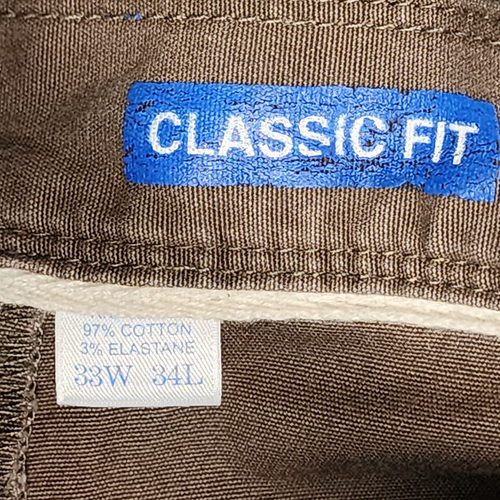 CLASSIC FIT
97% COTTON
3% ELASTANE
33W 34L